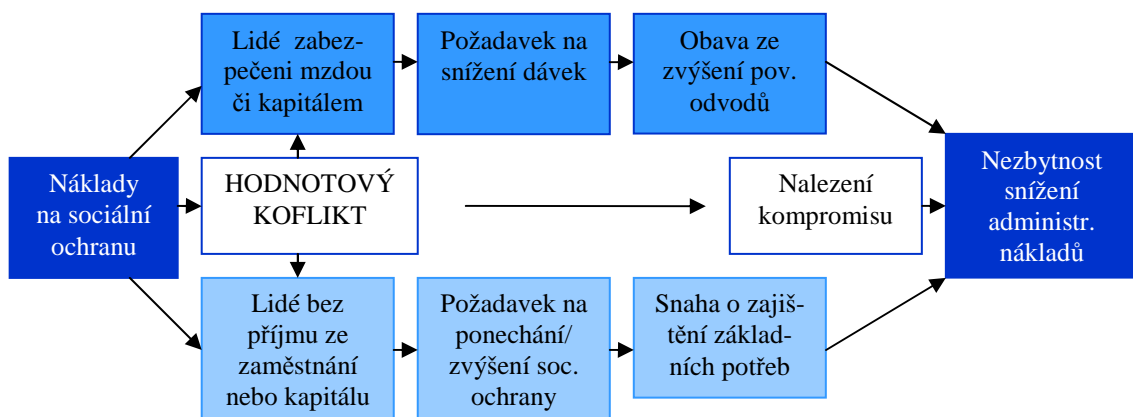 Náklady
na sociální
ochranu
Lidé zabez-
pečeni mzdou
či kapitálem
Požadavek na
snížení dávek
Obava ze
zvýšení pov.
odvodů
HODNOTOVÝ
KOFLIKT
Nalezení
kompromisu
Nezbytnost
snížení
administr.
nákladů
Lidé bez
příjmu ze
zaměstnání
nebo kapitálu
Požadavek na
ponechání/
zvýšení soc.
ochrany
Snaha o zajiš-
tění základ-
ních potřeb